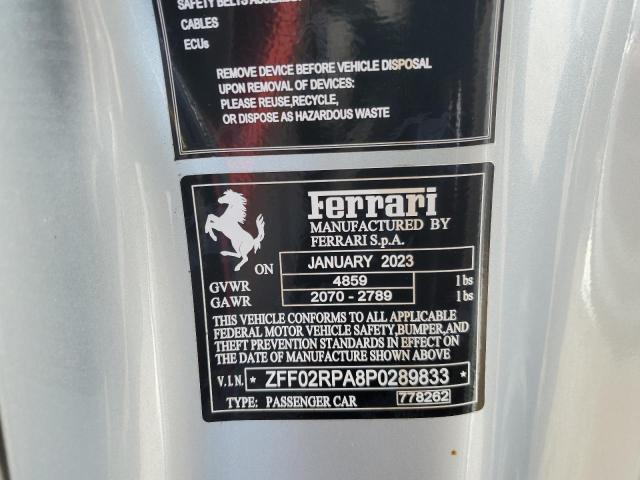 SAFETY BELTS
CABLES
ECUs
REMOVE DEVICE BEFORE VEHICLE DISPOSAL
UPON REMOVAL OF DEVICES:
PLEASE REUSE,RECYCLE,
OR DISPOSE AS HAZARDOUS WASTE
Ferrari
MANUFACTURED BY
FERRARI S.p.A.
ON JANUARY 2023
GVWR 4859 lbs
GAWR 2070 - 2789 lbs
THIS VEHICLE CONFORMS TO ALL APPLICABLE
FEDERAL MOTOR VEHICLE SAFETY,BUMPER,AND
THEFT PREVENTION STANDARDS IN EFFECT ON
THE DATE OF MANUFACTURE SHOWN ABOVE
V.I.N. * ZFF02RPA8P0289833 *
TYPE: PASSENGER CAR 778262